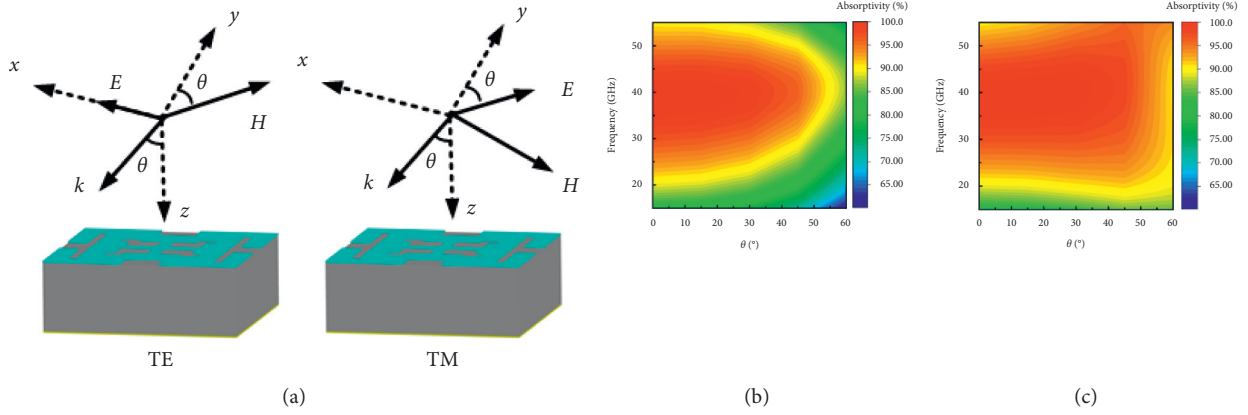 y
x
E
θ
H
θ
k
z
TE
y
x
θ
E
θ
k
H
z
TM
(a)
Absorptivity (%)
50
40
30
20
Frequency (GHz)
0 10 20 30 40 50 60
θ (°)
100.0
95.00
90.00
85.00
80.00
75.00
70.00
65.00
(b)
Absorptivity (%)
50
40
30
20
Frequency (GHz)
0 10 20 30 40 50 60
θ (°)
100.0
95.00
90.00
85.00
80.00
75.00
70.00
65.00
(c)